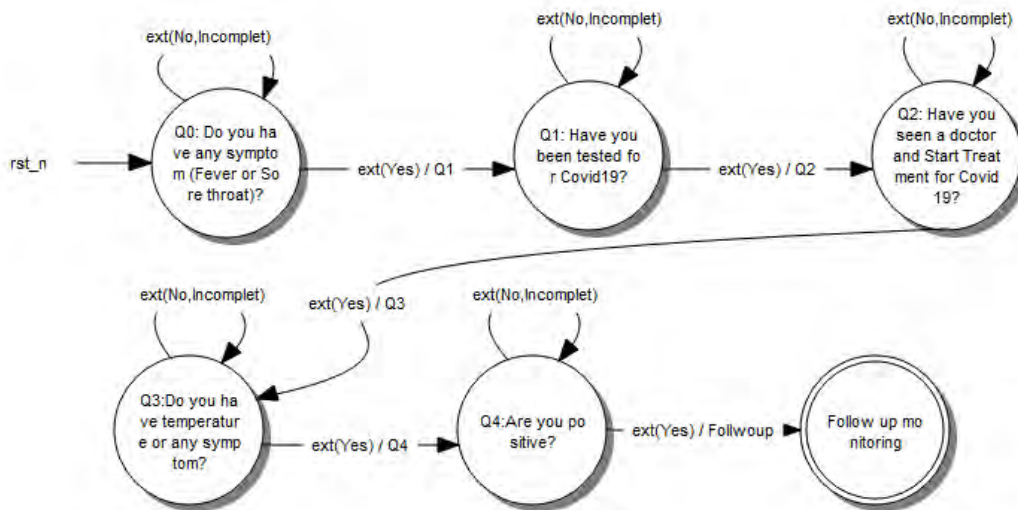 ext(No,Incomplet)
ext(No,Incomplet)
ext(No,Incomplet)
rst_n
Q0: Do you ha
ve any sympto
m (Fever or So
re throat)?
ext(Yes) / Q1
Q1: Have you
been tested fo
r Covid19?
ext(Yes) / Q2
Q2: Have you
seen a doctor
and Start Treat
ment for Covid
19?
ext(Yes) / Q3
ext(No,Incomplet)
ext(No,Incomplet)
Q3:Do you ha
ve temperatur
e or any symp
tom?
ext(Yes) / Q4
Q4:Are you po
sitive?
ext(Yes) / Follwoup
Follow up mo
nitoring